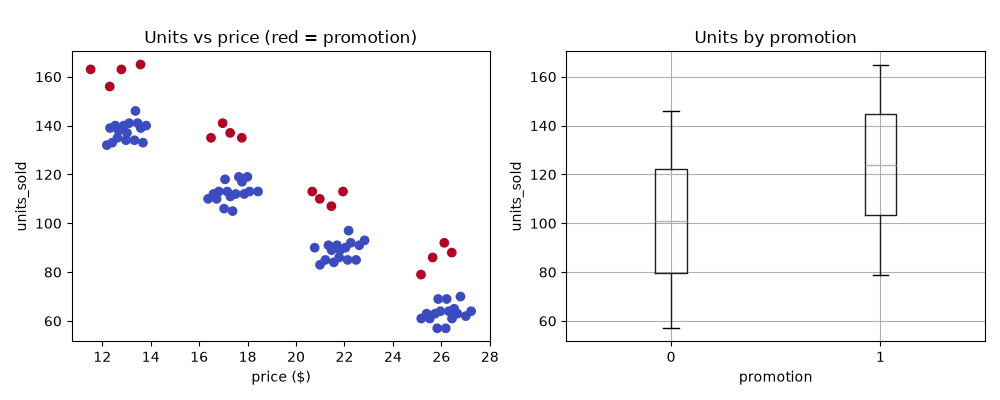 Units vs price (red = promotion)
units_sold
160
140
120
100
80
60
12 14 16 18 20 22 24 26 28
price ($)
Units by promotion
units_sold
160
140
120
100
80
60
0 1
promotion